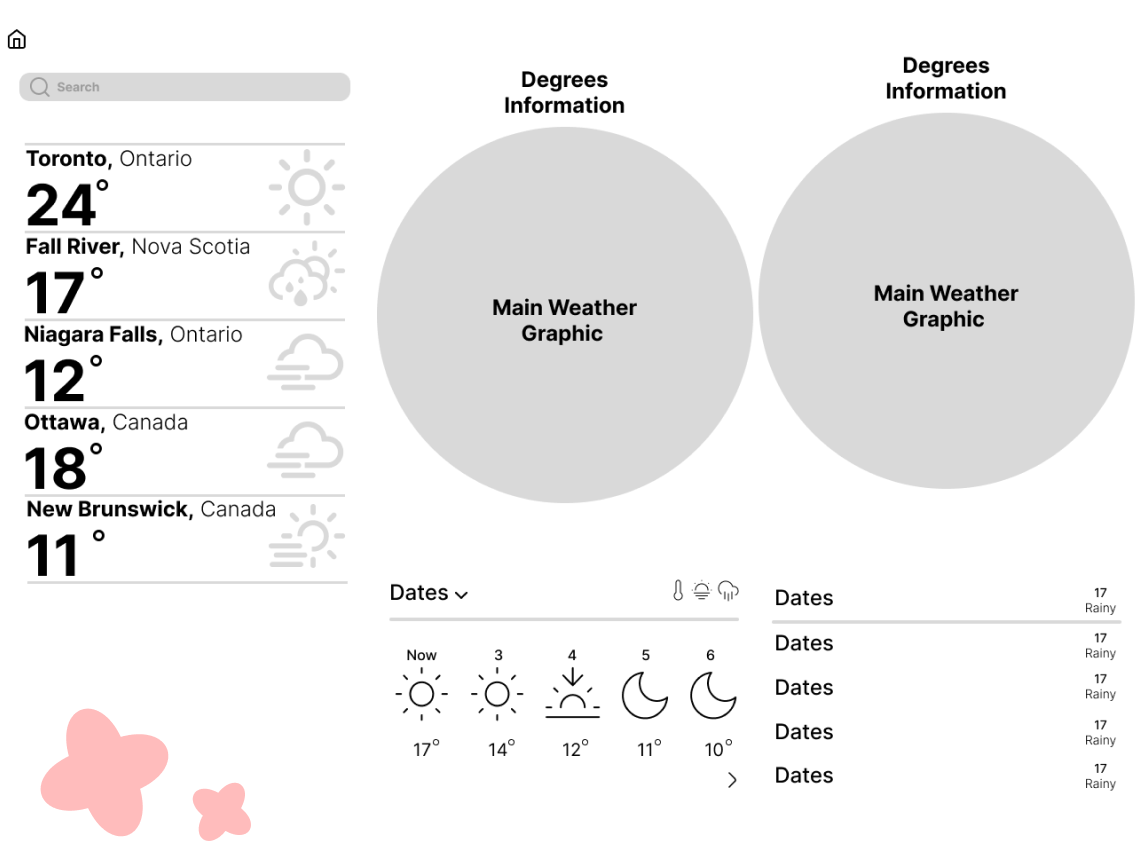 Search
Toronto, Ontario
24°
Fall River, Nova Scotia
17°
Niagara Falls, Ontario
12°
Ottawa, Canada
18°
New Brunswick, Canada
11°
Degrees
Information
Main Weather
Graphic
Dates
Now 3 4 5 6
17° 14° 12° 11° 10°
Degrees
Information
Main Weather
Graphic
Dates 17
Rainy
Dates 17
Rainy
Dates 17
Rainy
Dates 17
Rainy
Dates 17
Rainy